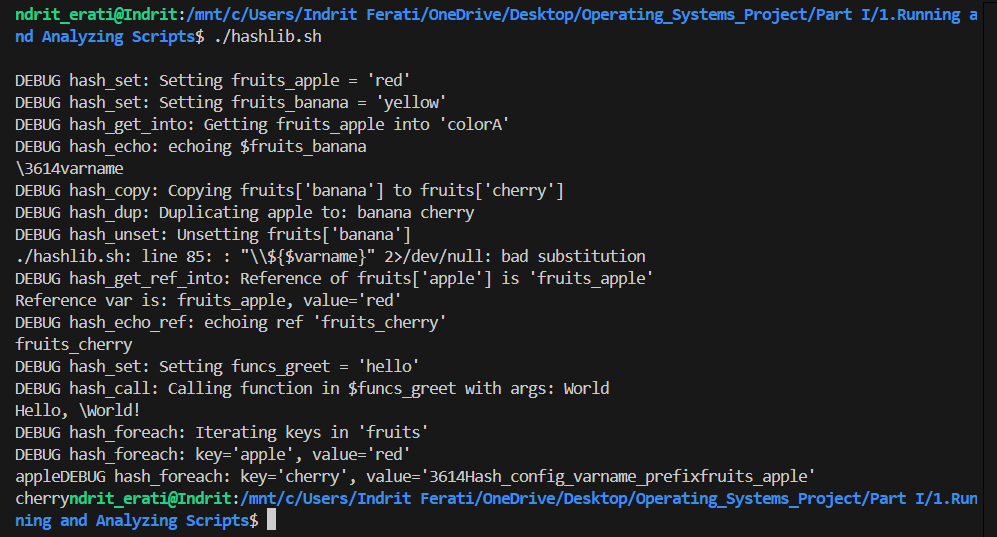 ndrit_erati@Indrit:/mnt/c/Users/Indrit Ferati/OneDrive/Desktop/Operating_Systems_Project/Part I/1.Running a
nd Analyzing Scripts$ ./hashlib.sh
DEBUG hash_set: Setting fruits_apple = 'red'
DEBUG hash_set: Setting fruits_banana = 'yellow'
DEBUG hash_get_into: Getting fruits_apple into 'colorA'
DEBUG hash_echo: echoing $fruits_banana
\3614varname
DEBUG hash_copy: Copying fruits['banana'] to fruits['cherry']
DEBUG hash_dup: Duplicating apple to: banana cherry
DEBUG hash_unset: Unsetting fruits['banana']
./hashlib.sh: line 85: : "\\${$varname}" 2>/dev/null: bad substitution
DEBUG hash_get_ref_into: Reference of fruits['apple'] is 'fruits_apple'
Reference var is: fruits_apple, value='red'
DEBUG hash_echo_ref: echoing ref 'fruits_cherry'
fruits_cherry
DEBUG hash_set: Setting funcs_greet = 'hello'
DEBUG hash_call: Calling function in $funcs_greet with args: World
Hello, \World!
DEBUG hash_foreach: Iterating keys in 'fruits'
DEBUG hash_foreach: key='apple', value='red'
appleDEBUG hash_foreach: key='cherry', value='3614Hash_config_varname_prefixfruits_apple'
cherryndrit_erati@Indrit:/mnt/c/Users/Indrit Ferati/OneDrive/Desktop/Operating_Systems_Project/Part I/1.Run
ning and Analyzing Scripts$